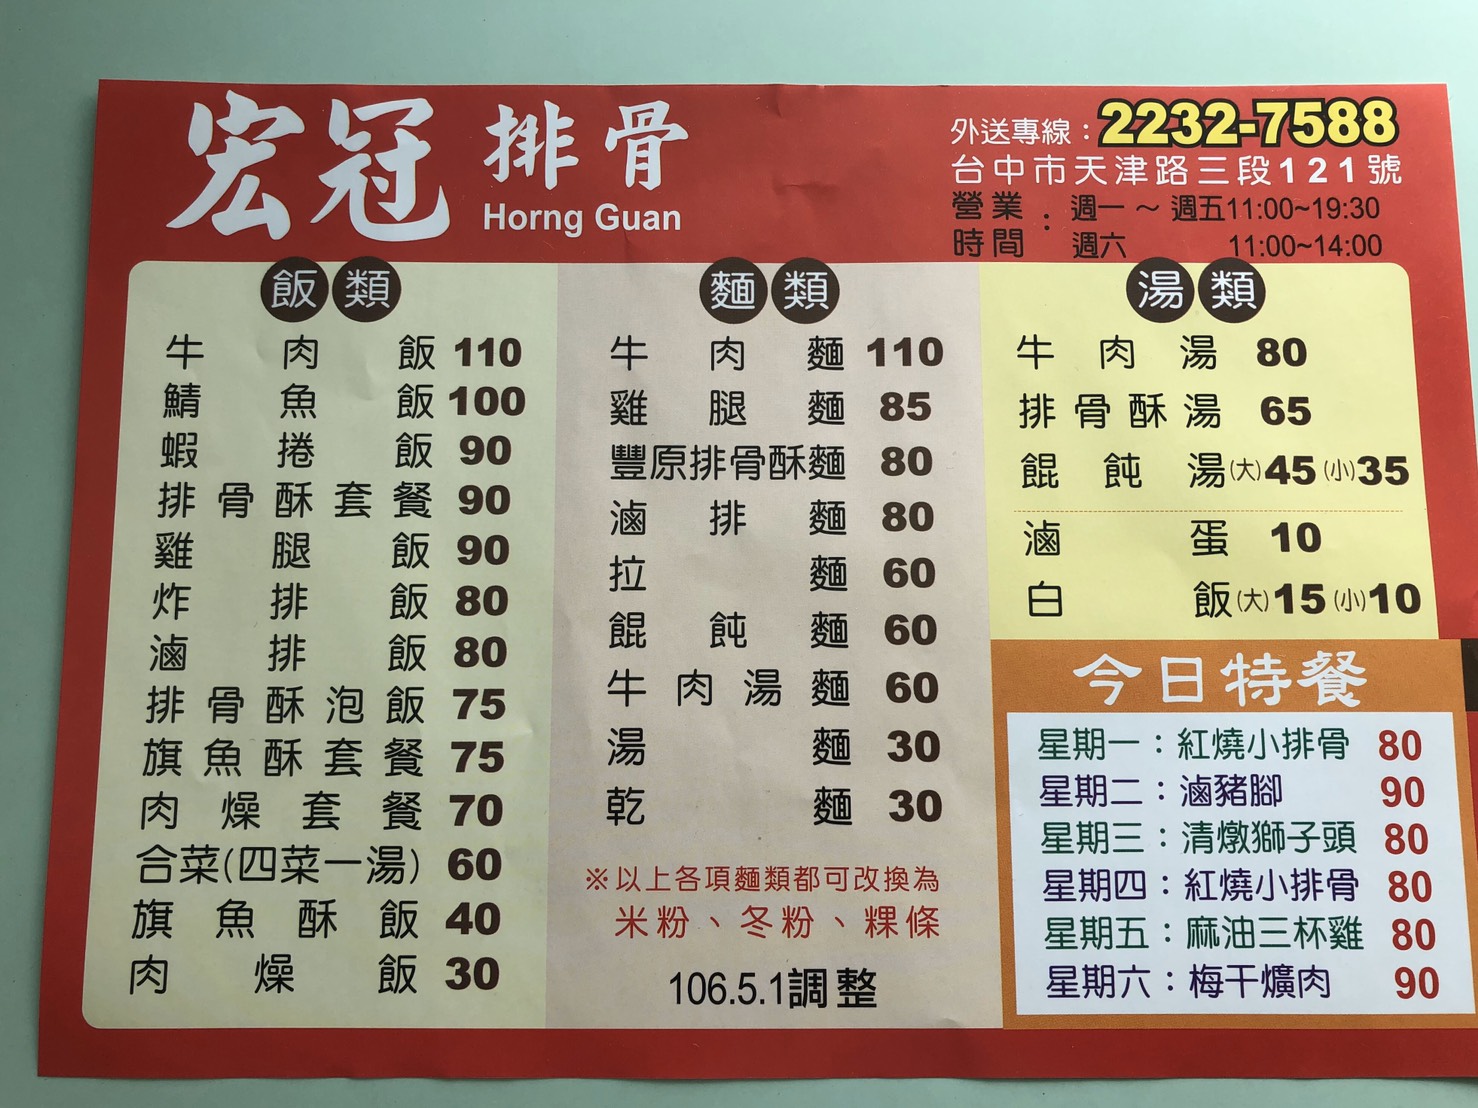 宏冠 排骨
Horng Guan
外送專線：2232-7588
台中市天津路三段121號
營業時間：週一～週五11:00~19:30
週六 11:00~14:00
飯類
牛肉飯 110
鯖魚飯 100
蝦捲飯 90
排骨酥套餐 90
雞腿飯 90
炸排飯 80
滷排飯 80
排骨酥泡飯 75
旗魚酥套餐 75
肉燥套餐 70
合菜(四菜一湯) 60
旗魚酥飯 40
肉燥飯 30
麵類
牛肉麵 110
雞腿麵 85
豐原排骨酥麵 80
滷排麵 80
拉麵 60
餛飩麵 60
牛肉湯麵 60
湯麵 30
乾麵 30
※以上各項麵類都可改換為
米粉、冬粉、粿條
106.5.1調整
湯類
牛肉湯 80
排骨酥湯 65
餛飩湯(大)45(小)35
滷蛋 10
白飯(大)15(小)10
今日特餐
星期一：紅燒小排骨 80
星期二：滷豬腳 90
星期三：清燉獅子頭 80
星期四：紅燒小排骨 80
星期五：麻油三杯雞 80
星期六：梅干爌肉 90